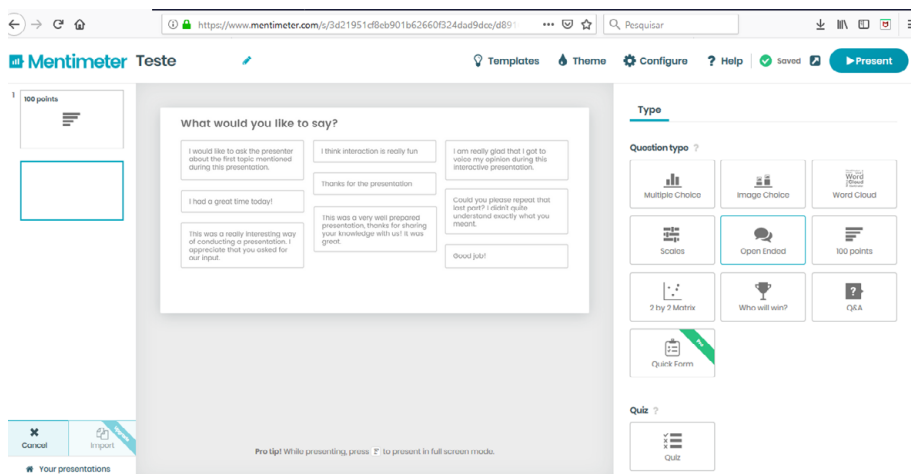 https://www.mentimeter.com/s/3d21951cf8eb901b62660f324dad9dce/d891
Pesquisar
Mentimeter Teste
Templates
Theme
Configure
? Help
Saved
Present
1
100 points
What would you like to say?
I would like to ask the presenter
about the first topic mentioned
during this presentation.
I had a great time today!
This was a really interesting way
of conducting a presentation. I
appreciate that you asked for
our input.
I think interaction is really fun
Thanks for the presentation
This was a very well prepared
presentation, thanks for sharing
your knowledge with us! It was
great.
I am really glad that I got to
voice my opinion during this
interactive presentation.
Could you please repeat that
last part? I didn't quite
understand exactly what you
meant.
Good job!
Pro tip! While presenting, press F to present in full screen mode.
Cancel
Import
Your presentations
Type
Question type ?
Multiple Choice
Image Choice
Word Cloud
Scales
Open Ended
100 points
2 by 2 Matrix
Who will win?
Q&A
Quick Form
Quiz ?
Quiz